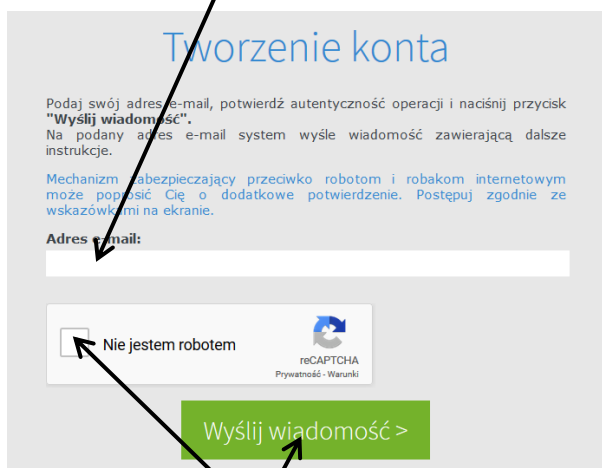 Tworzenie konta
Podaj swój adres e-mail, potwierdź autentyczność operacji i naciśnij przycisk
"Wyślij wiadomość".
Na podany adres e-mail system wyśle wiadomość zawierającą dalsze
instrukcje.
Mechanizm zabezpieczający przeciwko robotom i robakom internetowym
może poprosić Cię o dodatkowe potwierdzenie. Postępuj zgodnie ze
wskazówkami na ekranie.
Adres e-mail:
Nie jestem robotem
reCAPTCHA
Prywatność - Warunki
Wyślij wiadomość >